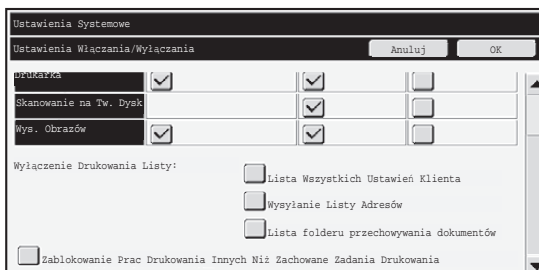 Ustawienia Systemowe
Ustawienia Włączania/Wyłączania
Anuluj
OK
Drukarka
Skanowanie na Tw. Dysk
Wys. Obrazów
Wyłączenie Drukowania Listy:
Lista Wszystkich Ustawień Klienta
Wysyłanie Listy Adresów
Lista folderu przechowywania dokumentów
Zablokowanie Prac Drukowania Innych Niż Zachowane Zadania Drukowania